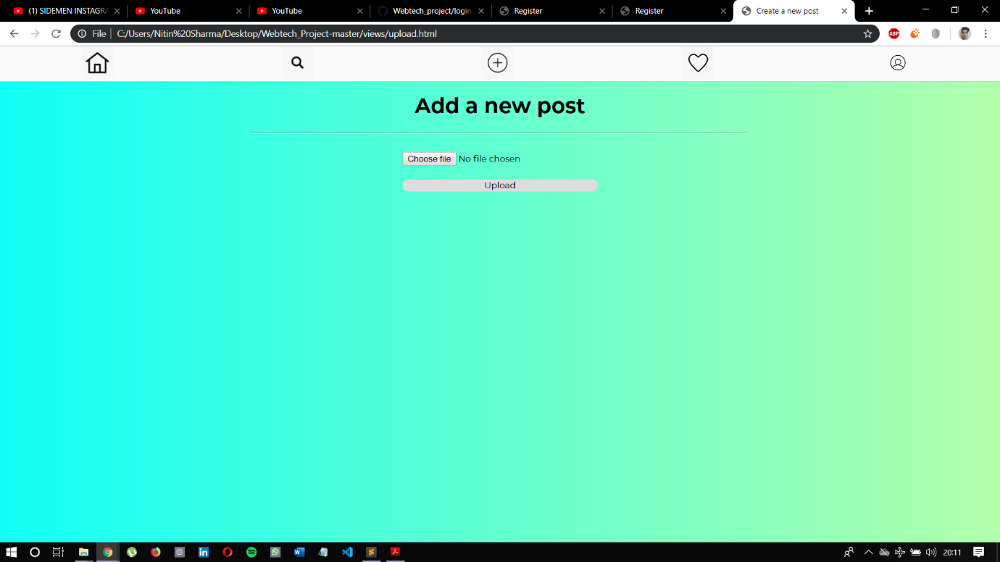 (1) SIDEMEN INSTAGRA
YouTube
YouTube
Webtech_project/login
Register
Register
Create a new post
File
C:/Users/Nitin%20Sharma/Desktop/Webtech_Project-master/views/upload.html
ABP
Add a new post
Choose file No file chosen
Upload
20:11